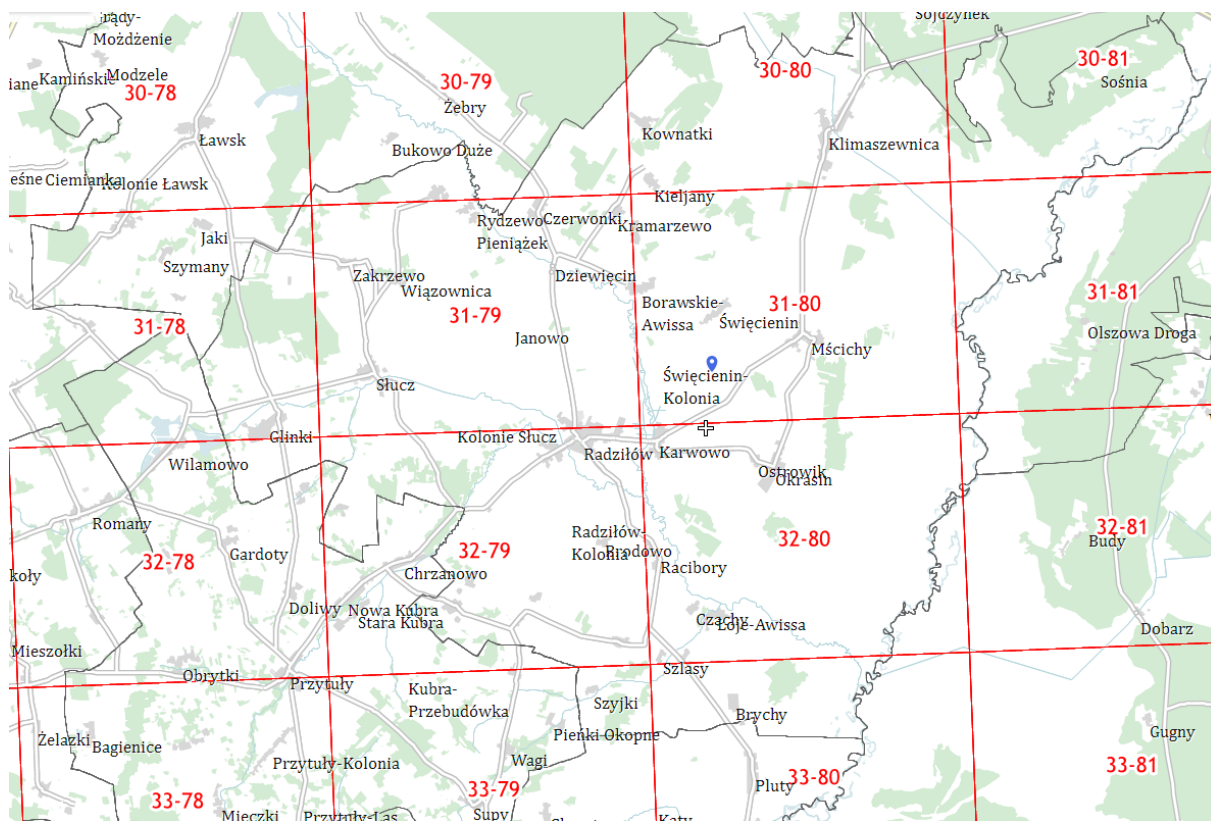 Sojczynek
Możdżenie
30-81
30-80
Modzele
Kamińskie
30-79
Sośnia
30-78
Żebry
Kownatki
Ławsk
Klimaszewnica
Bukowo Duże
Ciemianka
Kolonie Ławsk
Kieljany
Rydzewo
Pieniążek
Czerwonki
Kramarzewo
Jaki
Szymany
Zakrzewo
Dziewięcin
Wiązownica
31-81
Borawskie-
Awissa
31-80
31-79
Święcienin
31-78
Olszowa Droga
Janowo
Mścichy
Święcienin-
Kolonia
Słucz
Glinki
Kolonie Słucz
Radziłów
Karwowo
Wilamowo
Ostrowik
Okrasin
Romany
32-81
Radziłów-
Kolonia
Brodowo
32-80
Budy
32-79
Gardoty
32-78
Racibory
Chrzanowo
Doliwy
Nowa Kubra
Stara Kubra
Czachy
Łoje-Awissa
Dobarz
Mieszołki
Szlasy
Obrytki
Przytuły
Kubra-
Przebudówka
Szyjki
Brychy
Pieńki Okopne
Gugny
Żelazki
Bagienice
Wagi
Przytuły-Kolonia
33-81
33-80
Pluty
33-79
33-78
Supy
Mieczki
Przytuły-Las